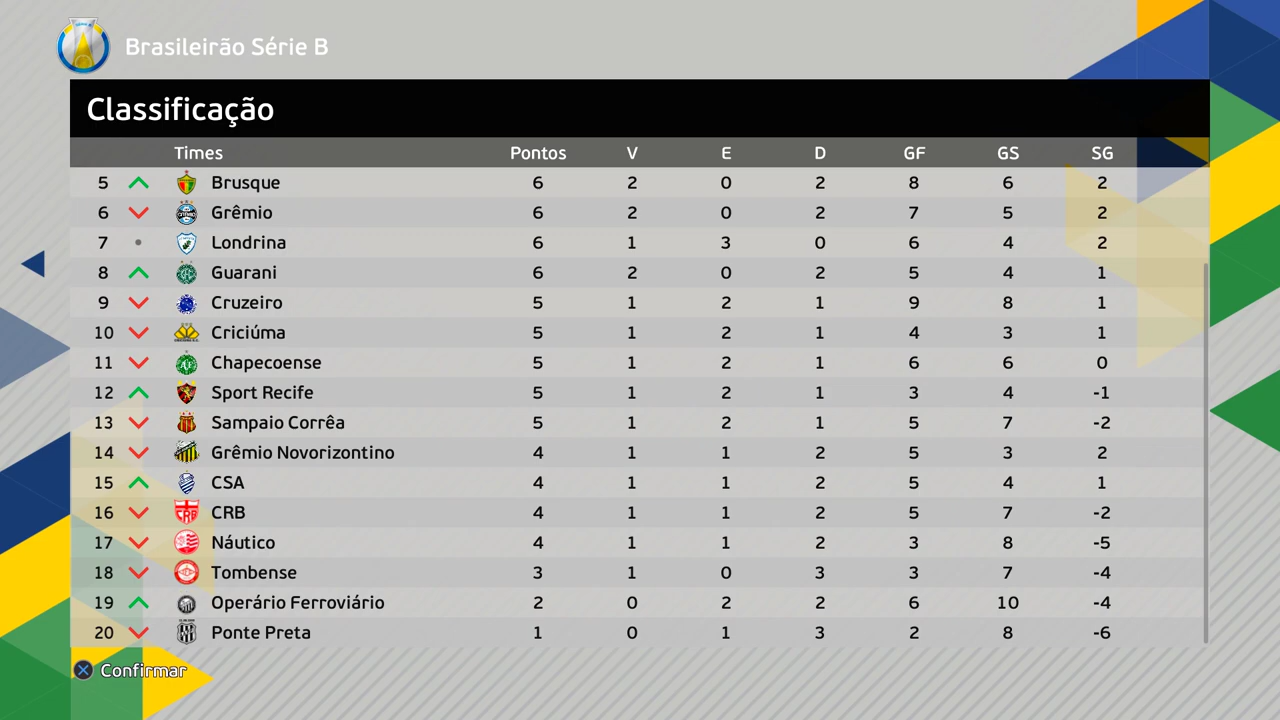 Brasileirão Série B
Classificação
Times Pontos V E D GF GS SG
5 Brusque 6 2 0 2 8 6 2
6 Grêmio 6 2 0 2 7 5 2
7 Londrina 6 1 3 0 6 4 2
8 Guarani 6 2 0 2 5 4 1
9 Cruzeiro 5 1 2 1 9 8 1
10 Criciúma 5 1 2 1 4 3 1
11 Chapecoense 5 1 2 1 6 6 0
12 Sport Recife 5 1 2 1 3 4 -1
13 Sampaio Corrêa 5 1 2 1 5 7 -2
14 Grêmio Novorizontino 4 1 1 2 5 3 2
15 CSA 4 1 1 2 5 4 1
16 CRB 4 1 1 2 5 7 -2
17 Náutico 4 1 1 2 3 8 -5
18 Tombense 3 1 0 3 3 7 -4
19 Operário Ferroviário 2 0 2 2 6 10 -4
20 Ponte Preta 1 0 1 3 2 8 -6
Confirmar